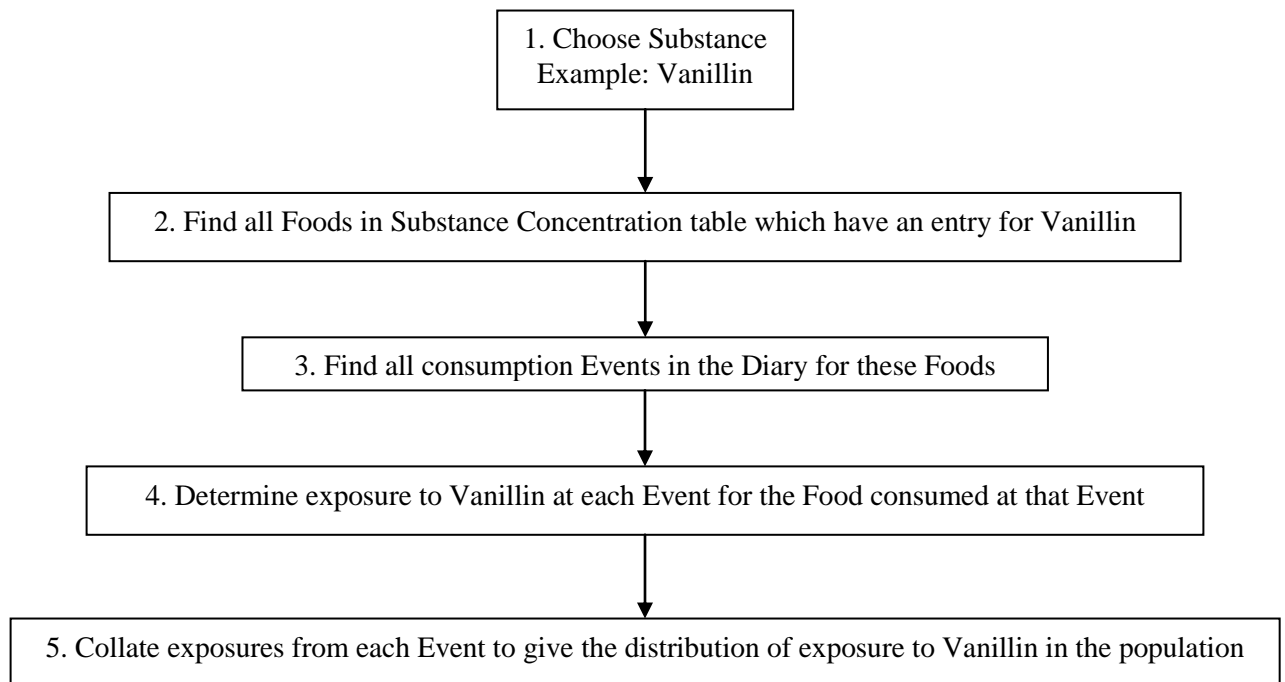 1. Choose Substance
Example: Vanillin
2. Find all Foods in Substance Concentration table which have an entry for Vanillin
3. Find all consumption Events in the Diary for these Foods
4. Determine exposure to Vanillin at each Event for the Food consumed at that Event
5. Collate exposures from each Event to give the distribution of exposure to Vanillin in the population